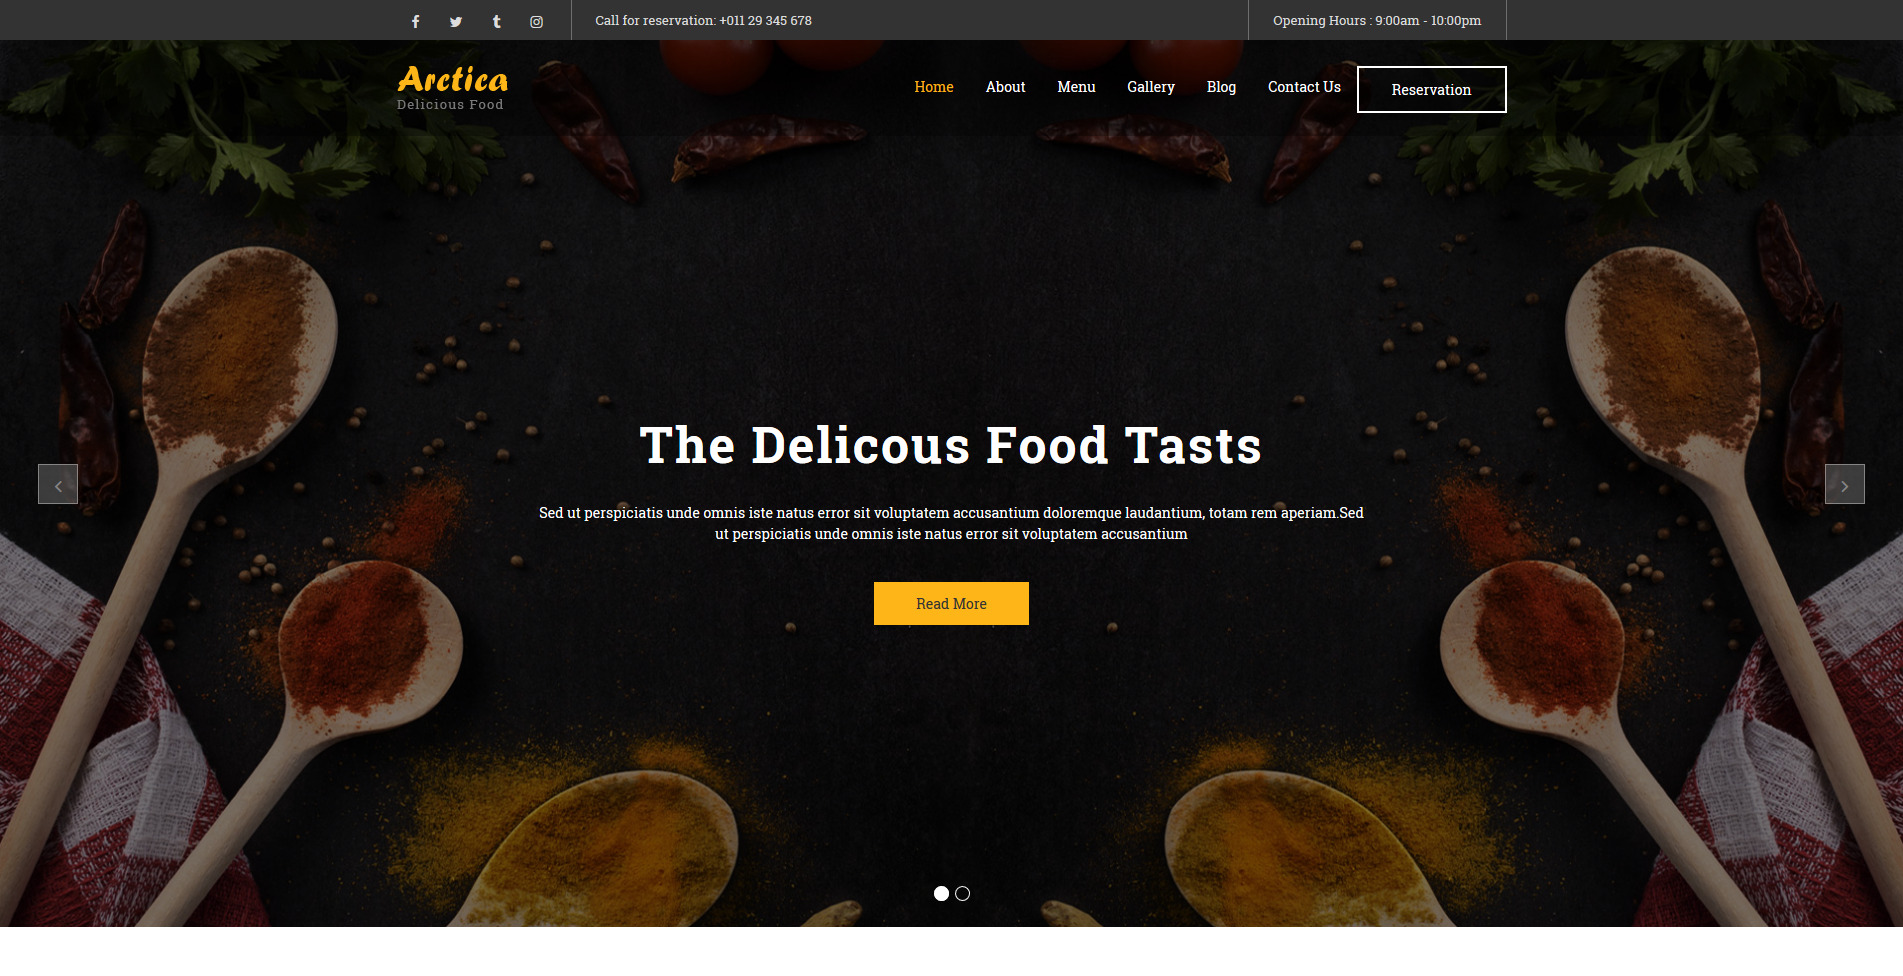 Call for reservation: +011 29 345 678
Opening Hours : 9:00am - 10:00pm
Arctica
Delicious Food
Home
About
Menu
Gallery
Blog
Contact Us
Reservation
The Delicous Food Tasts
Sed ut perspiciatis unde omnis iste natus error sit voluptatem accusantium doloremque laudantium, totam rem aperiam.Sed
ut perspiciatis unde omnis iste natus error sit voluptatem accusantium
Read More